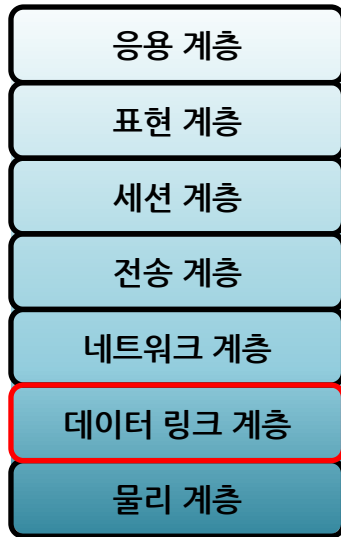 응용 계층
표현 계층
세션 계층
전송 계층
네트워크 계층
데이터 링크 계층
물리 계층